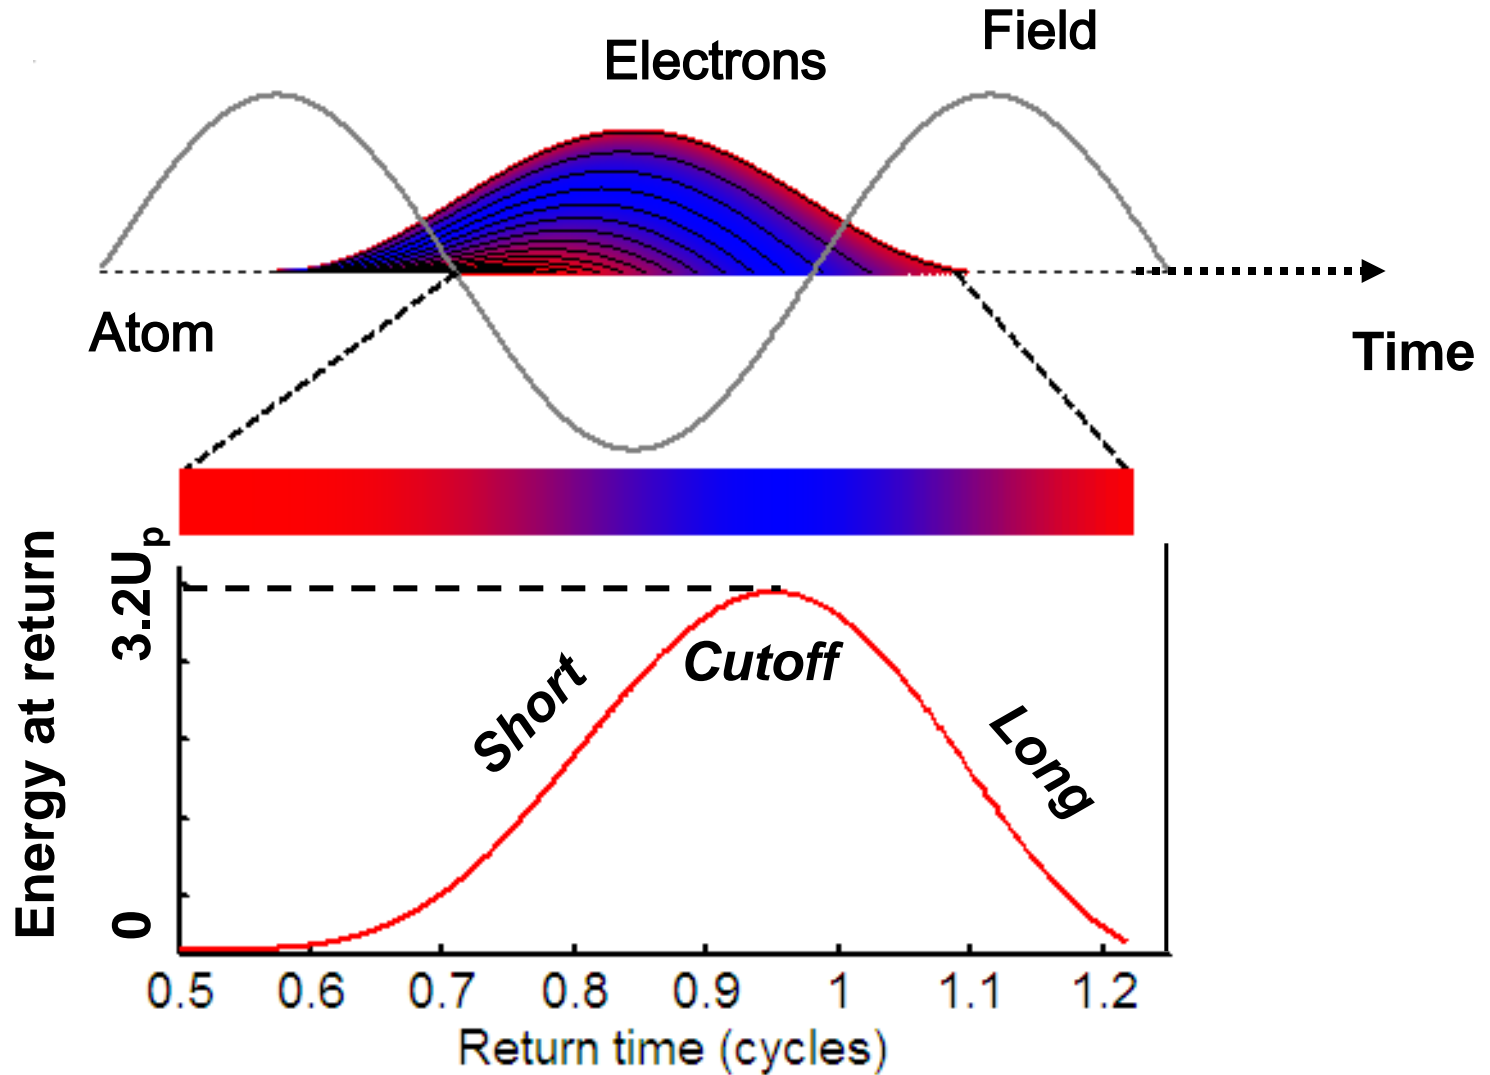 Field
Electrons
Atom
Time
Energy at return
3.2Up
0
Short
Cutoff
Long
0.5 0.6 0.7 0.8 0.9 1 1.1 1.2
Return time (cycles)